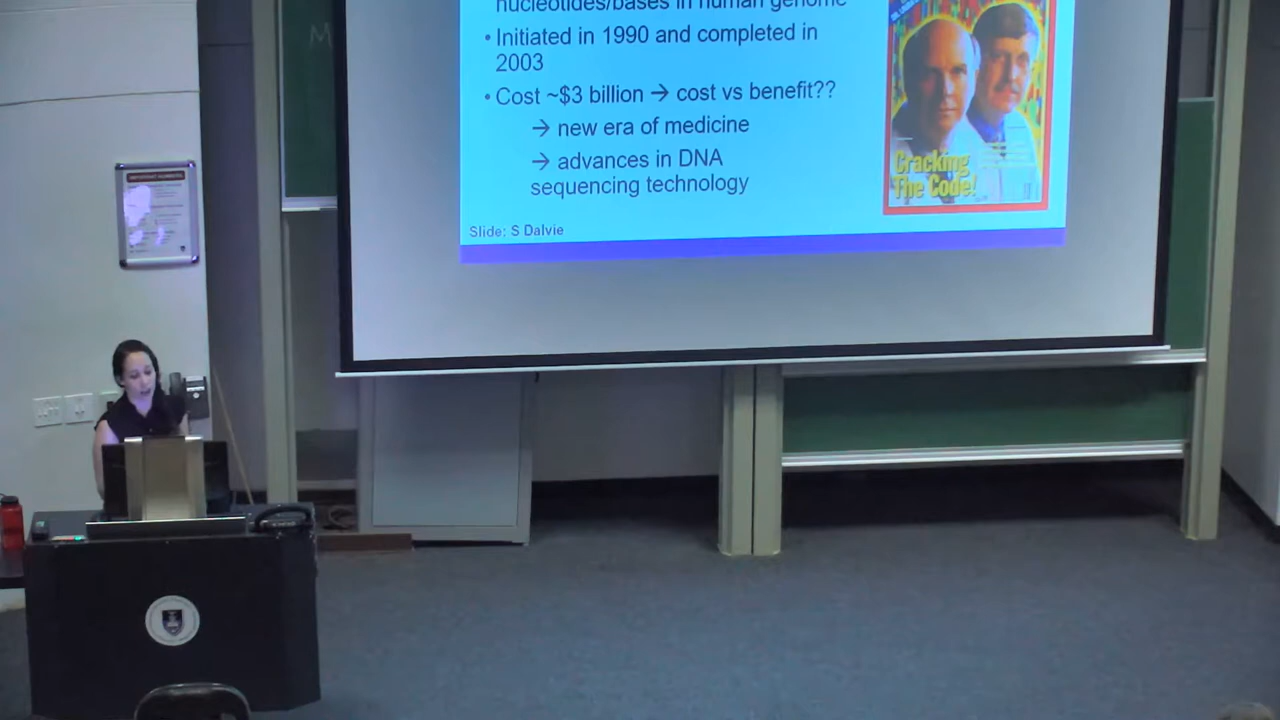 nucleotides/bases in human genome
• Initiated in 1990 and completed in
2003
• Cost ~$3 billion → cost vs benefit??
→ new era of medicine
→ advances in DNA
sequencing technology
Cracking
The Code!
Slide: S Dalvie
M